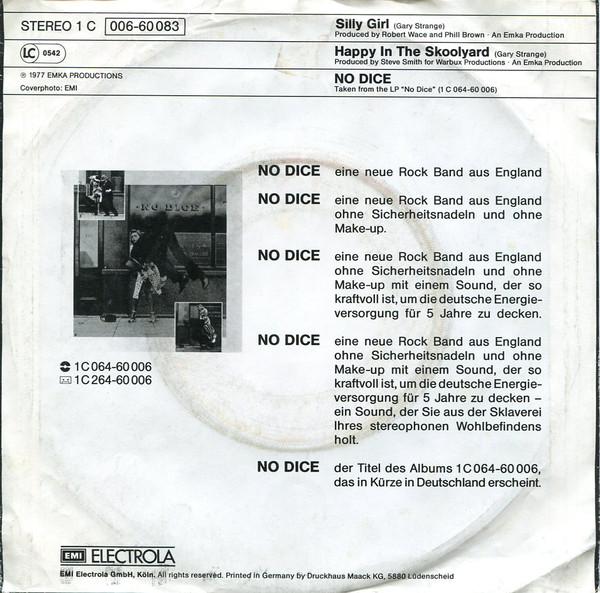 STEREO 1 C 006-60 083
Silly Girl (Gary Strange)
Produced by Robert Wace and Phill Brown · An Emka Production
LC 0542
Happy In The Skoolyard (Gary Strange)
Produced by Steve Smith for Warbux Productions · An Emka Production
℗ 1977 EMKA PRODUCTIONS
Coverphoto: EMI
NO DICE
Taken from the LP "No Dice" (1 C 064-60 006)
NO DICE eine neue Rock Band aus England
NO DICE eine neue Rock Band aus England
ohne Sicherheitsnadeln und ohne
Make-up.
NO DICE eine neue Rock Band aus England
ohne Sicherheitsnadeln und ohne
Make-up mit einem Sound, der so
kraftvoll ist, um die deutsche Energie-
versorgung für 5 Jahre zu decken.
NO DICE eine neue Rock Band aus England
ohne Sicherheitsnadeln und ohne
Make-up mit einem Sound, der so
kraftvoll ist, um die deutsche Energie-
versorgung für 5 Jahre zu decken –
ein Sound, der Sie aus der Sklaverei
Ihres stereophonen Wohlbefindens
holt.
NO DICE der Titel des Albums 1C 064-60 006,
das in Kürze in Deutschland erscheint.
·NO DICE·
1C 064-60 006
1C 264-60 006
EMI ELECTROLA
EMI Electrola GmbH, Köln. All rights reserved. Printed in Germany by Druckhaus Maack KG, 5880 Lüdenscheid